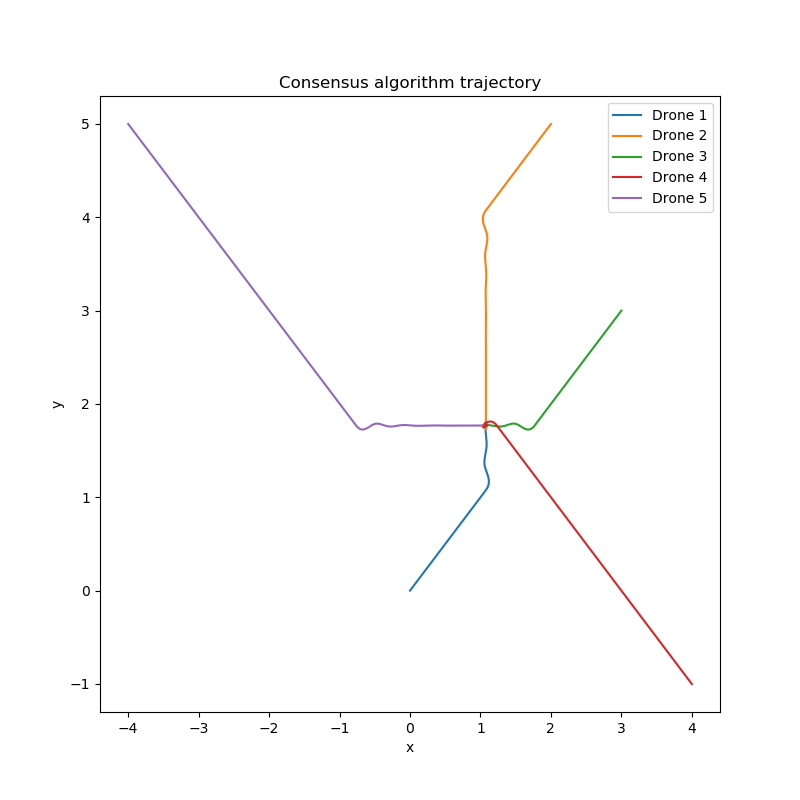 Consensus algorithm trajectory
Drone 1
Drone 2
Drone 3
Drone 4
Drone 5
5
4
3
2
1
0
−1
y
−4
−3
−2
−1
0
1
2
3
4
x